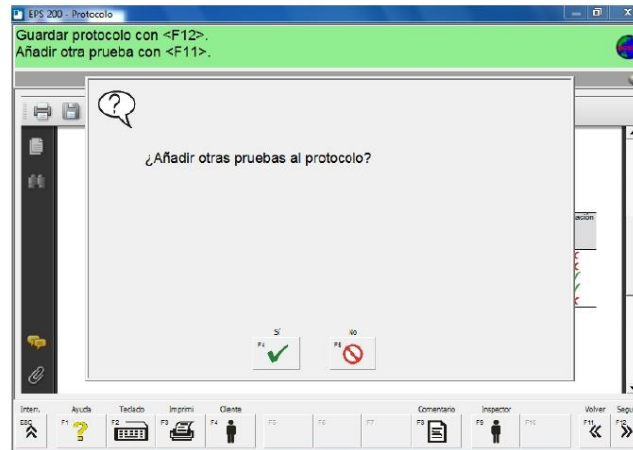 EPS 200 - Protocolo
Guardar protocolo con <F12>.
Añadir otra prueba con <F11>.
¿Añadir otras pruebas al protocolo?
ación
Sí No
F4 F8
Interr. Ayuda Teclado Imprimi Cliente Comentario Inspector Volver Segu
ESC F1 F2 F3 F4 F5 F6 F7 F8 F9 F10 F11 F12